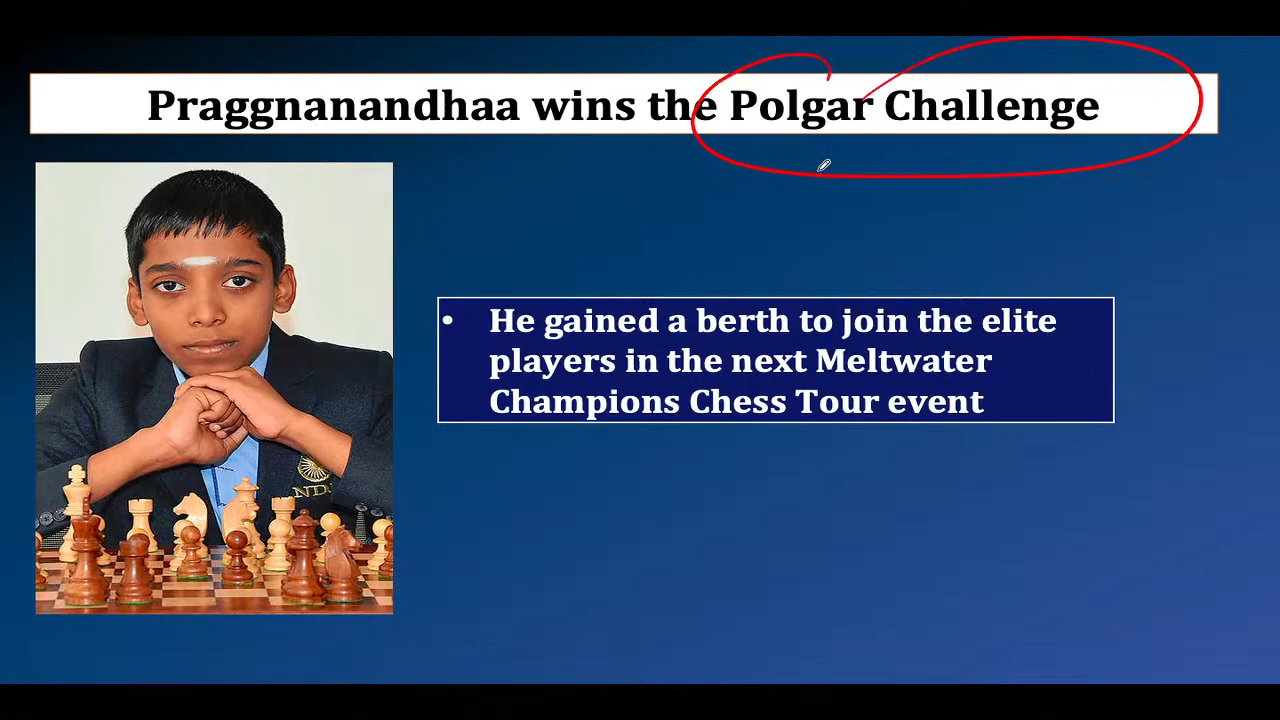 Praggnanandhaa wins the Polgar Challenge
• He gained a berth to join the elite
players in the next Meltwater
Champions Chess Tour event